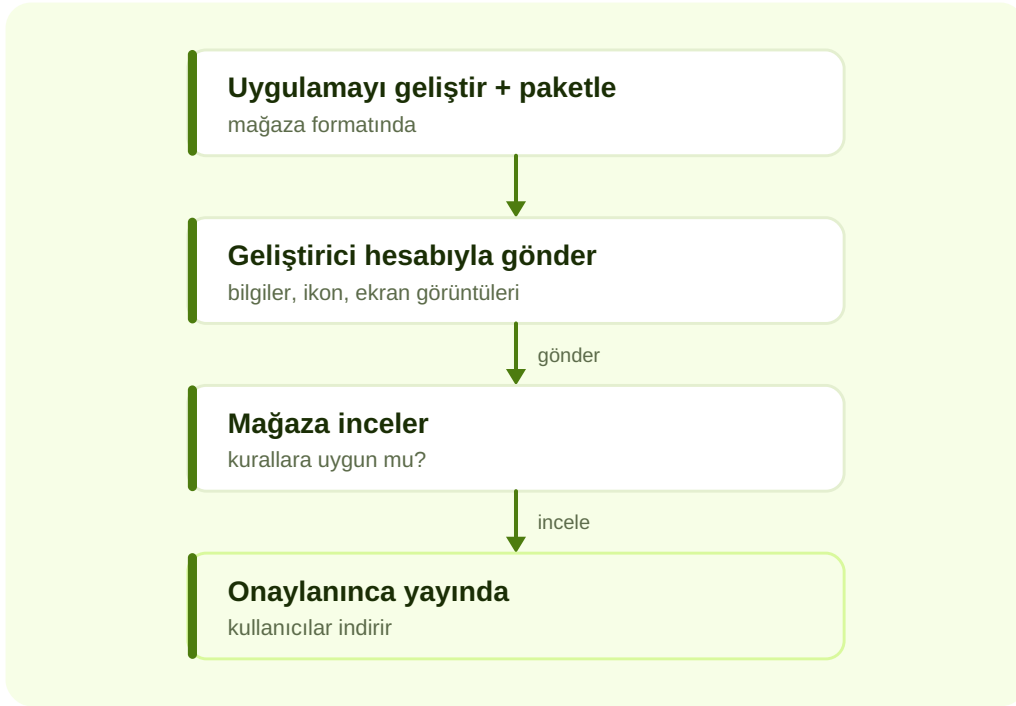 Uygulamayı geliştir + paketle
mağaza formatında
Geliştirici hesabıyla gönder
bilgiler, ikon, ekran görüntüleri
gönder
Mağaza inceler
kurallara uygun mu?
incele
Onaylanınca yayında
kullanıcılar indirir